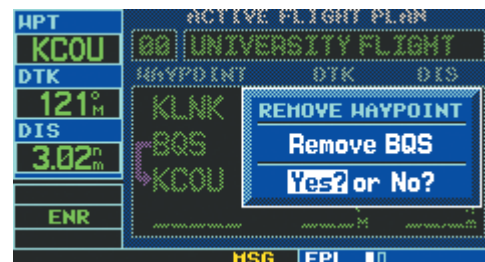 WPT
KCOU
DTK
121°M
DIS
3.02nm
ENR
ACTIVE FLIGHT PLAN
00 UNIVERSITY FLIGHT
WAYPOINT DTK DIS
KLNK
BQS
KCOU
REMOVE WAYPOINT
Remove BQS
Yes? or No?
MSG FPL